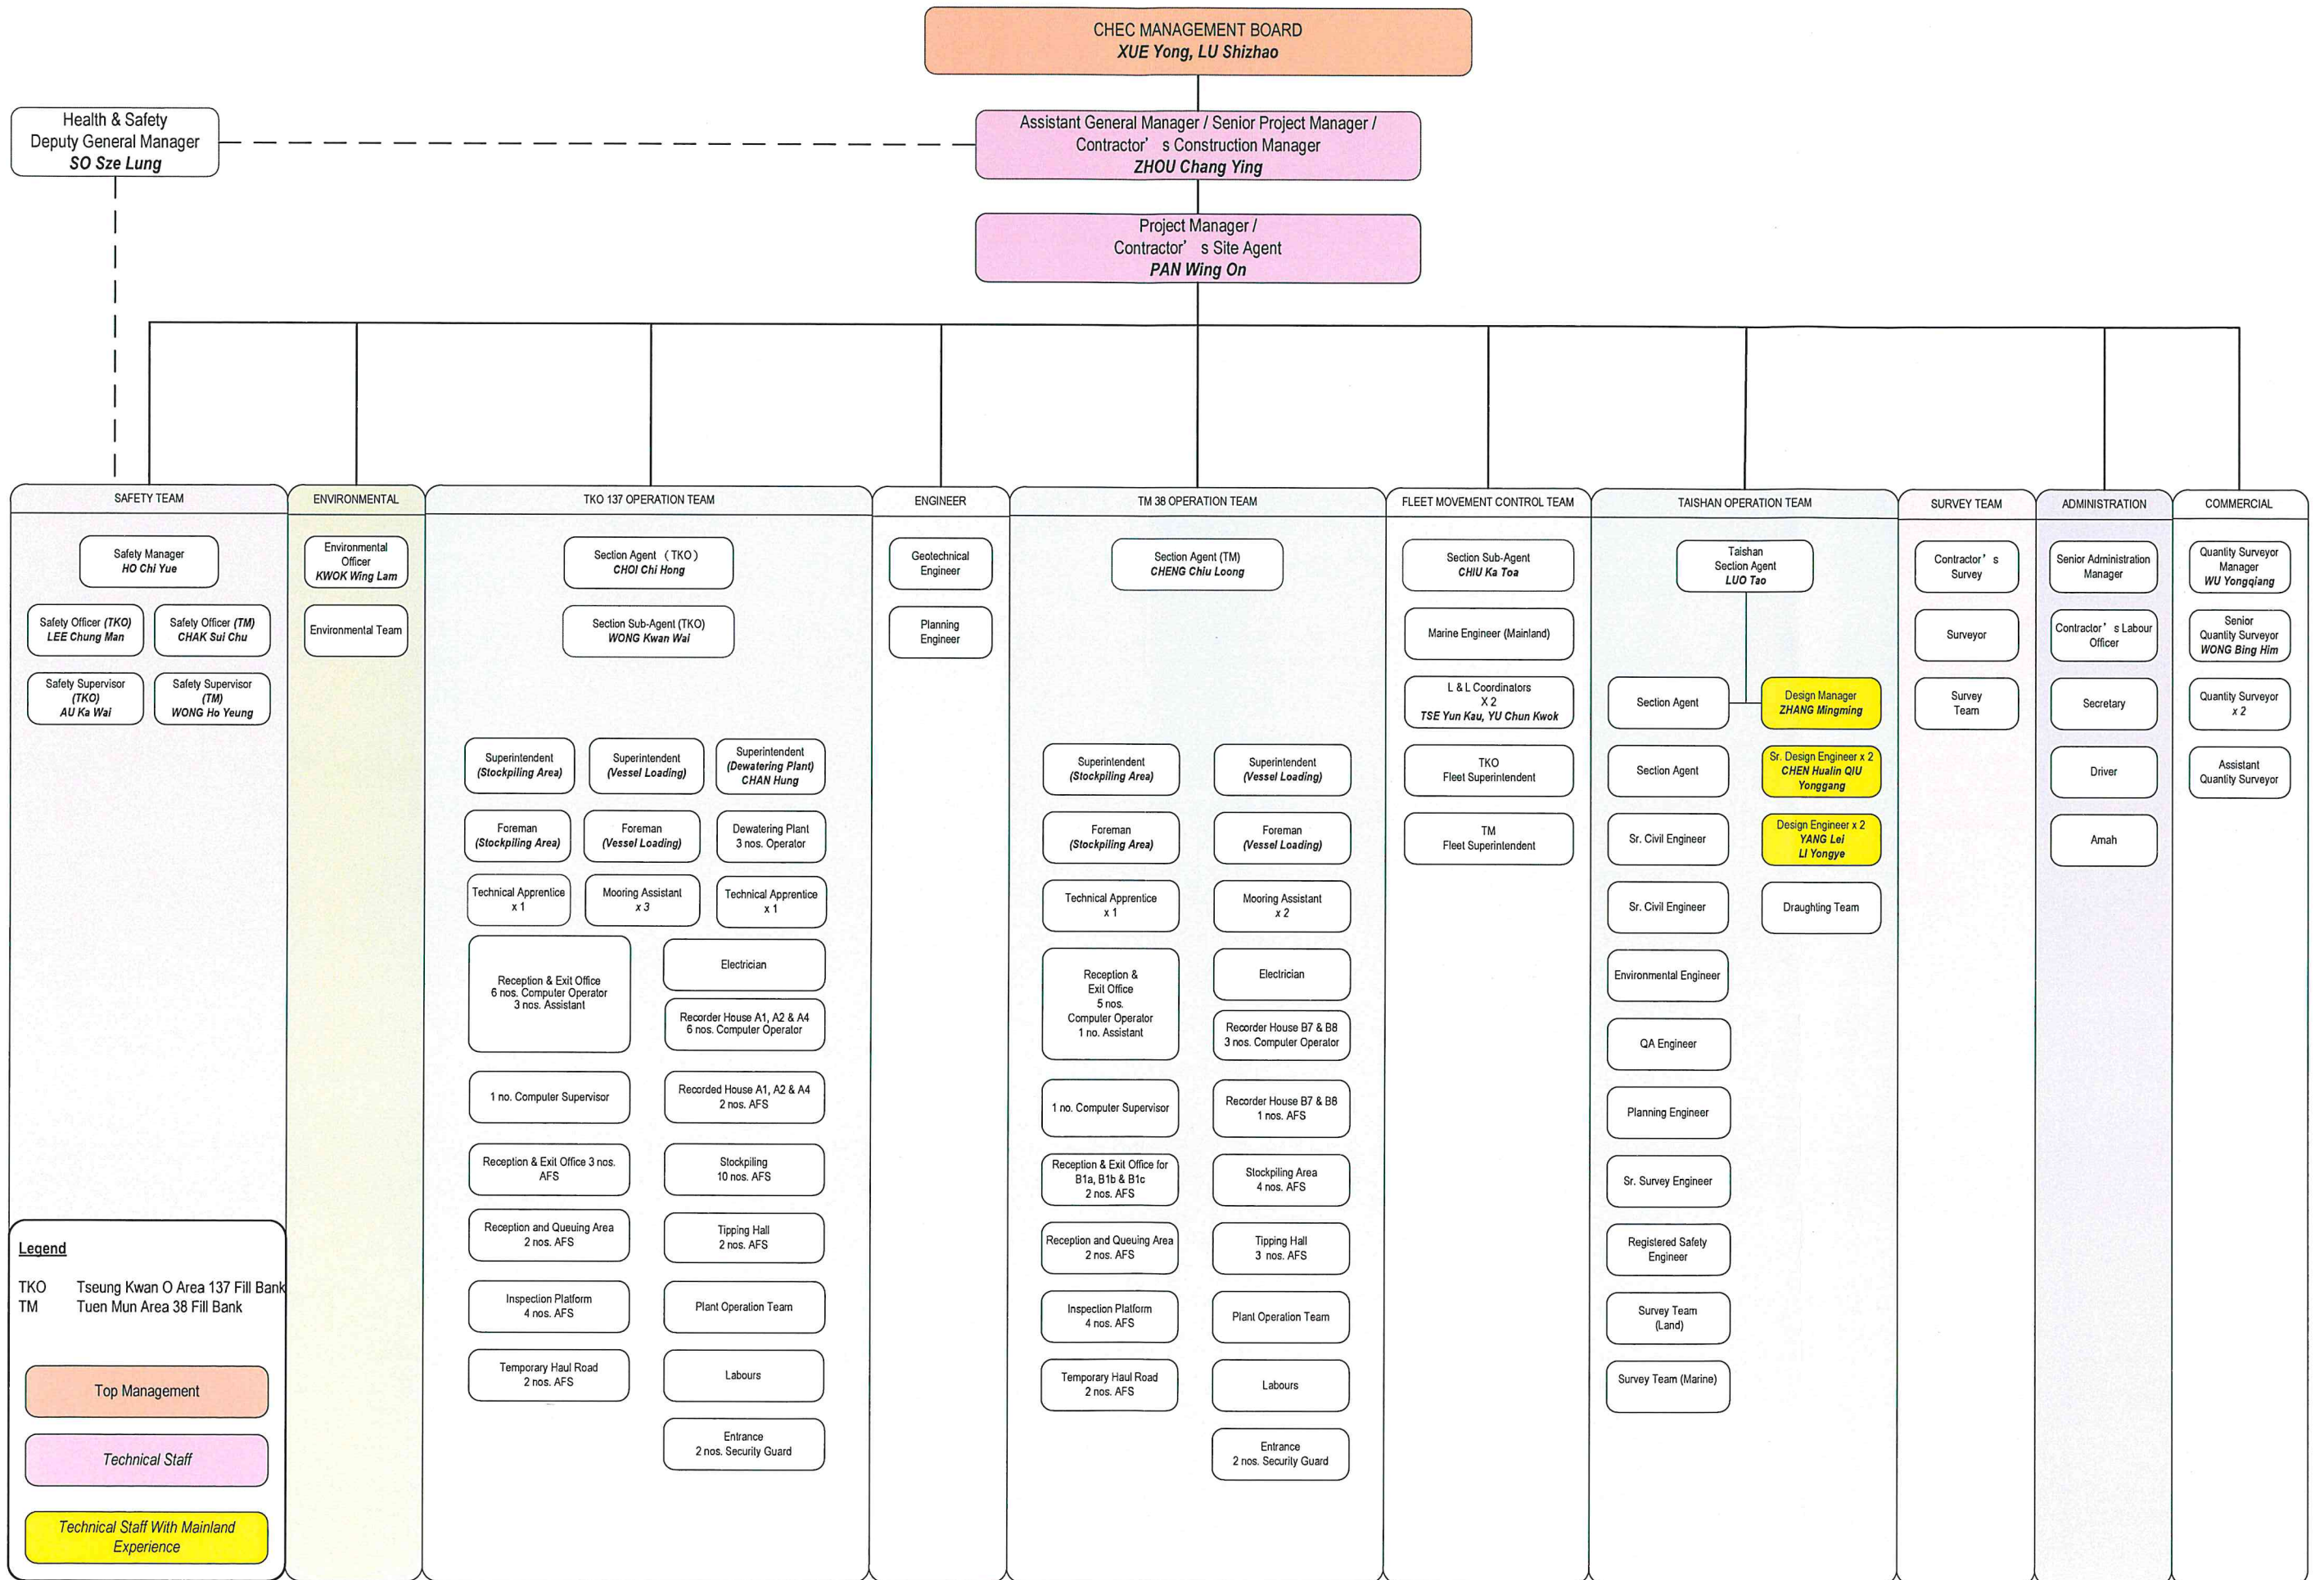 CHEC MANAGEMENT BOARD
XUE Yong, LU Shizhao
Health & Safety
Deputy General Manager
SO Sze Lung
Assistant General Manager / Senior Project Manager /
Contractor' s Construction Manager
ZHOU Chang Ying
Project Manager /
Contractor' s Site Agent
PAN Wing On
SAFETY TEAM
Safety Manager
HO Chi Yue
Safety Officer (TKO)
LEE Chung Man
Safety Officer (TM)
CHAK Sui Chu
Safety Supervisor
(TKO)
AU Ka Wai
Safety Supervisor
(TM)
WONG Ho Yeung
ENVIRONMENTAL
Environmental
Officer
KWOK Wing Lam
Environmental Team
TKO 137 OPERATION TEAM
Section Agent （TKO）
CHOI Chi Hong
Section Sub-Agent (TKO)
WONG Kwan Wai
Superintendent
(Stockpiling Area)
Superintendent
(Vessel Loading)
Superintendent
(Dewatering Plant)
CHAN Hung
Foreman
(Stockpiling Area)
Foreman
(Vessel Loading)
Dewatering Plant
3 nos. Operator
Technical Apprentice
x 1
Mooring Assistant
x 3
Technical Apprentice
x 1
Reception & Exit Office
6 nos. Computer Operator
3 nos. Assistant
Electrician
Recorder House A1, A2 & A4
6 nos. Computer Operator
1 no. Computer Supervisor
Recorded House A1, A2 & A4
2 nos. AFS
Reception & Exit Office 3 nos.
AFS
Stockpiling
10 nos. AFS
Reception and Queuing Area
2 nos. AFS
Tipping Hall
2 nos. AFS
Inspection Platform
4 nos. AFS
Plant Operation Team
Temporary Haul Road
2 nos. AFS
Labours
Entrance
2 nos. Security Guard
ENGINEER
Geotechnical
Engineer
Planning
Engineer
TM 38 OPERATION TEAM
Section Agent (TM)
CHENG Chiu Loong
Superintendent
(Stockpiling Area)
Superintendent
(Vessel Loading)
Foreman
(Stockpiling Area)
Foreman
(Vessel Loading)
Technical Apprentice
x 1
Mooring Assistant
x 2
Reception &
Exit Office
5 nos.
Computer Operator
1 no. Assistant
Electrician
Recorder House B7 & B8
3 nos. Computer Operator
1 no. Computer Supervisor
Recorder House B7 & B8
1 nos. AFS
Reception & Exit Office for
B1a, B1b & B1c
2 nos. AFS
Stockpiling Area
4 nos. AFS
Reception and Queuing Area
2 nos. AFS
Tipping Hall
3 nos. AFS
Inspection Platform
4 nos. AFS
Plant Operation Team
Temporary Haul Road
2 nos. AFS
Labours
Entrance
2 nos. Security Guard
FLEET MOVEMENT CONTROL TEAM
Section Sub-Agent
CHIU Ka Toa
Marine Engineer (Mainland)
L & L Coordinators
X 2
TSE Yun Kau, YU Chun Kwok
TKO
Fleet Superintendent
TM
Fleet Superintendent
TAISHAN OPERATION TEAM
Taishan
Section Agent
LUO Tao
Section Agent
Design Manager
ZHANG Mingming
Section Agent
Sr. Design Engineer x 2
CHEN Hualin QIU
Yonggang
Sr. Civil Engineer
Design Engineer x 2
YANG Lei
LI Yongye
Sr. Civil Engineer
Draughting Team
Environmental Engineer
QA Engineer
Planning Engineer
Sr. Survey Engineer
Registered Safety
Engineer
Survey Team
(Land)
Survey Team (Marine)
SURVEY TEAM
Contractor' s
Survey
Surveyor
Survey
Team
ADMINISTRATION
Senior Administration
Manager
Contractor' s Labour
Officer
Secretary
Driver
Amah
COMMERCIAL
Quantity Surveyor
Manager
WU Yongqiang
Senior
Quantity Surveyor
WONG Bing Him
Quantity Surveyor
x 2
Assistant
Quantity Surveyor
Legend
TKO Tseung Kwan O Area 137 Fill Bank
TM Tuen Mun Area 38 Fill Bank
Top Management
Technical Staff
Technical Staff With Mainland
Experience